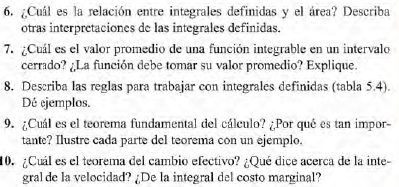 6. ¿Cuál es la relación entre integrales definidas y el área? Describa
otras interpretaciones de las integrales definidas.
7. ¿Cuál es el valor promedio de una función integrable en un intervalo
cerrado? ¿La función debe tomar su valor promedio? Explique.
8. Describa las reglas para trabajar con integrales definidas (tabla 5.4).
Dé ejemplos.
9. ¿Cuál es el teorema fundamental del cálculo? ¿Por qué es tan impor-
tante? Ilustre cada parte del teorema con un ejemplo.
10. ¿Cuál es el teorema del cambio efectivo? ¿Qué dice acerca de la inte-
gral de la velocidad? ¿De la integral del costo marginal?